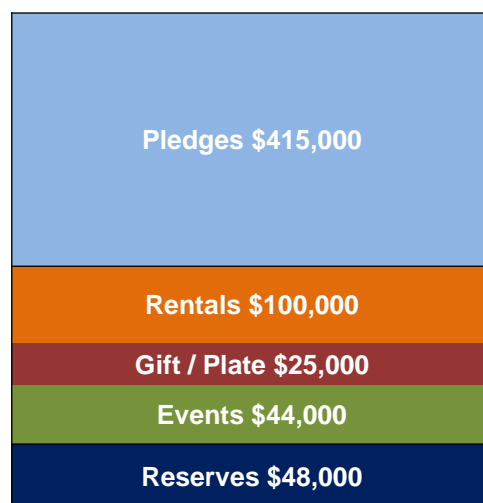 Pledges $415,000
Rentals $100,000
Gift / Plate $25,000
Events $44,000
Reserves $48,000